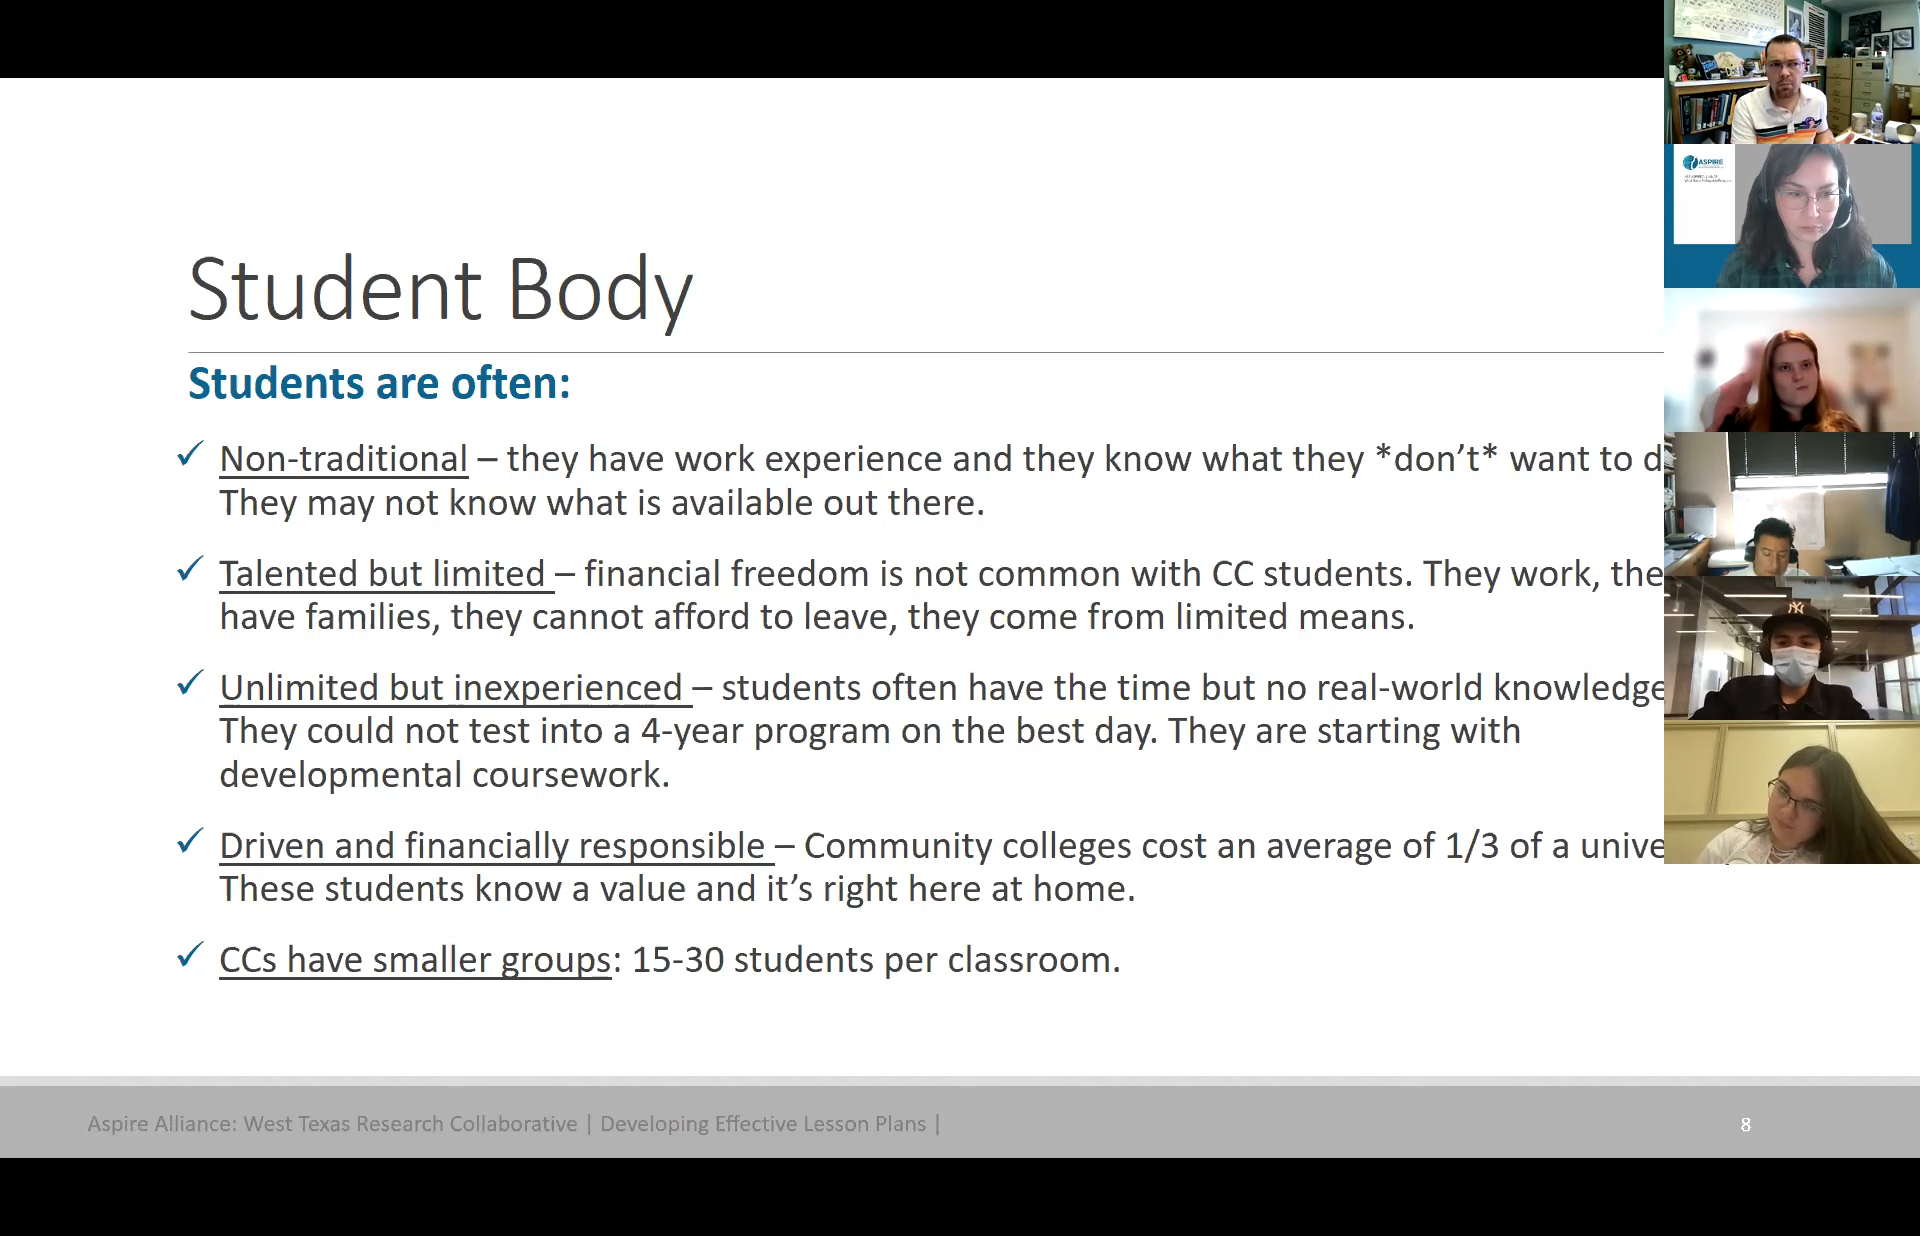 Student Body
Students are often:
Non-traditional – they have work experience and they know what they *don't* want to d
They may not know what is available out there.
Talented but limited – financial freedom is not common with CC students. They work, the
have families, they cannot afford to leave, they come from limited means.
Unlimited but inexperienced – students often have the time but no real-world knowledge
They could not test into a 4-year program on the best day. They are starting with
developmental coursework.
Driven and financially responsible – Community colleges cost an average of 1/3 of a unive
These students know a value and it's right here at home.
CCs have smaller groups: 15-30 students per classroom.
Aspire Alliance: West Texas Research Collaborative | Developing Effective Lesson Plans |
8
ASPIRE
NY